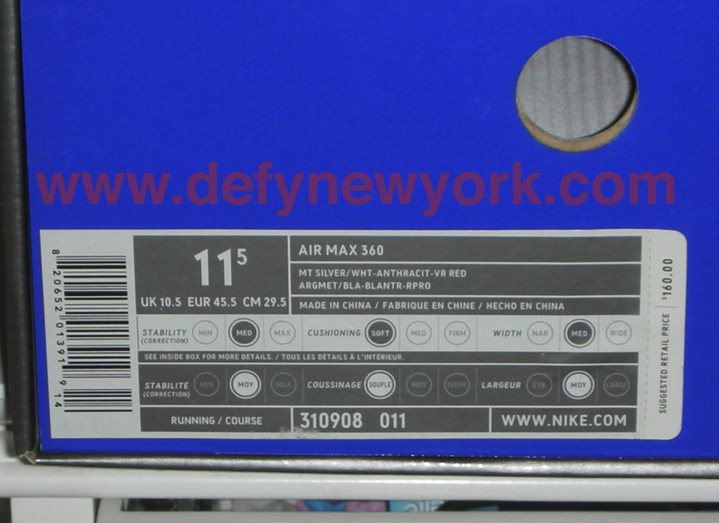 www.defynewyork.com
8 20652 01391 9 14
11⁵
UK 10.5 EUR 45.5 CM 29.5
AIR MAX 360
MT SILVER/WHT-ANTHRACIT-VR RED
ARGMET/BLA-BLANTR-RPRO
MADE IN CHINA / FABRIQUE EN CHINE / HECHO EN CHINA
STABILITY (CORRECTION) MIN MED MAX CUSHIONING SOFT MED FIRM WIDTH NAR MED WIDE
SEE INSIDE BOX FOR MORE DETAILS. / TOUS LES DÉTAILS À L'INTÉRIEUR.
STABILITÉ (CORRECTION) MIN MOY MAX COUSSINAGE SOUPLE MOY FERME LARGEUR ÉTR MOY LARGE
RUNNING / COURSE 310908 011 WWW.NIKE.COM
SUGGESTED RETAIL PRICE $160.00